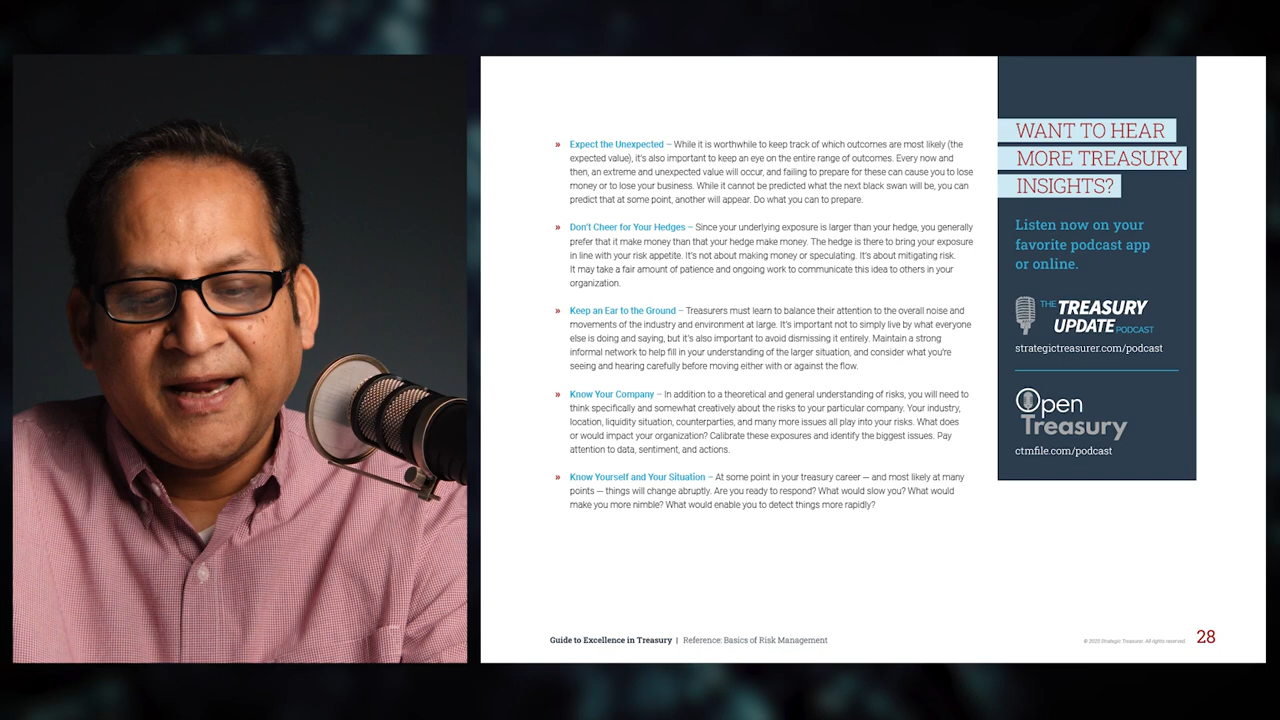 » Expect the Unexpected – While it is worthwhile to keep track of which outcomes are most likely (the
expected value), it's also important to keep an eye on the entire range of outcomes. Every now and
then, an extreme and unexpected value will occur, and failing to prepare for these can cause you to lose
money or to lose your business. While it cannot be predicted what the next black swan will be, you can
predict that at some point, another will appear. Do what you can to prepare.
» Don't Cheer for Your Hedges – Since your underlying exposure is larger than your hedge, you generally
prefer that it make money than that your hedge make money. The hedge is there to bring your exposure
in line with your risk appetite. It's not about making money or speculating. It's about mitigating risk.
It may take a fair amount of patience and ongoing work to communicate this idea to others in your
organization.
» Keep an Ear to the Ground – Treasurers must learn to balance their attention to the overall noise and
movements of the industry and environment at large. It's important not to simply live by what everyone
else is doing and saying, but it's also important to avoid dismissing it entirely. Maintain a strong
informal network to help fill in your understanding of the larger situation, and consider what you're
seeing and hearing carefully before moving either with or against the flow.
» Know Your Company – In addition to a theoretical and general understanding of risks, you will need to
think specifically and somewhat creatively about the risks to your particular company. Your industry,
location, liquidity situation, counterparties, and many more issues all play into your risks. What does
or would impact your organization? Calibrate these exposures and identify the biggest issues. Pay
attention to data, sentiment, and actions.
» Know Yourself and Your Situation – At some point in your treasury career — and most likely at many
points — things will change abruptly. Are you ready to respond? What would slow you? What would
make you more nimble? What would enable you to detect things more rapidly?
WANT TO HEAR
MORE TREASURY
INSIGHTS?
Listen now on your
favorite podcast app
or online.
THE TREASURY
UPDATE PODCAST
strategictreasurer.com/podcast
Open
Treasury
ctmfile.com/podcast
Guide to Excellence in Treasury | Reference: Basics of Risk Management
© 2025 Strategic Treasurer. All rights reserved.
28